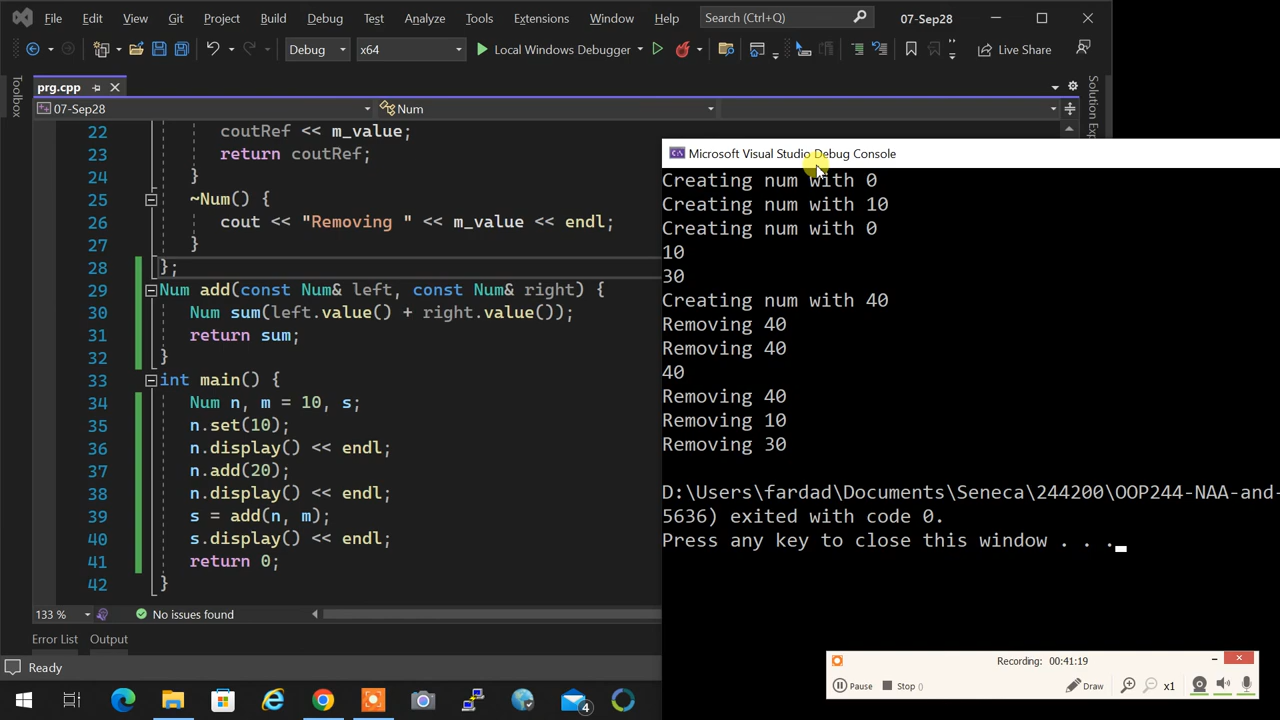 File Edit View Project Build Debug Test Analyze Tools Extensions Window Help Search (Ctrl+Q) 07-Sep28
Debug x64 Local Windows Debugger Live Share
Toolbox
prg.cpp
07-Sep28 Num
22 coutRef << m_value;
23 return coutRef;
24 }
25 ~Num() {
26 cout << "Removing " << m_value << endl;
27 }
28 };
29 Num add(const Num& left, const Num& right) {
30 Num sum(left.value() + right.value());
31 return sum;
32 }
33 int main() {
34 Num n, m = 10, s;
35 n.set(10);
36 n.display() << endl;
37 n.add(20);
38 n.display() << endl;
39 s = add(n, m);
40 s.display() << endl;
41 return 0;
42 }
133 % No issues found
Error List Output
Ready
Solution Exp
Microsoft Visual Studio Debug Console
Creating num with 0
Creating num with 10
Creating num with 0
10
30
Creating num with 40
Removing 40
Removing 40
40
Removing 40
Removing 10
Removing 30
D:\Users\fardad\Documents\Seneca\244200\OOP244-NAA-and-
5636) exited with code 0.
Press any key to close this window . . .
Recording: 00:41:19
Pause Stop () Draw x1
4